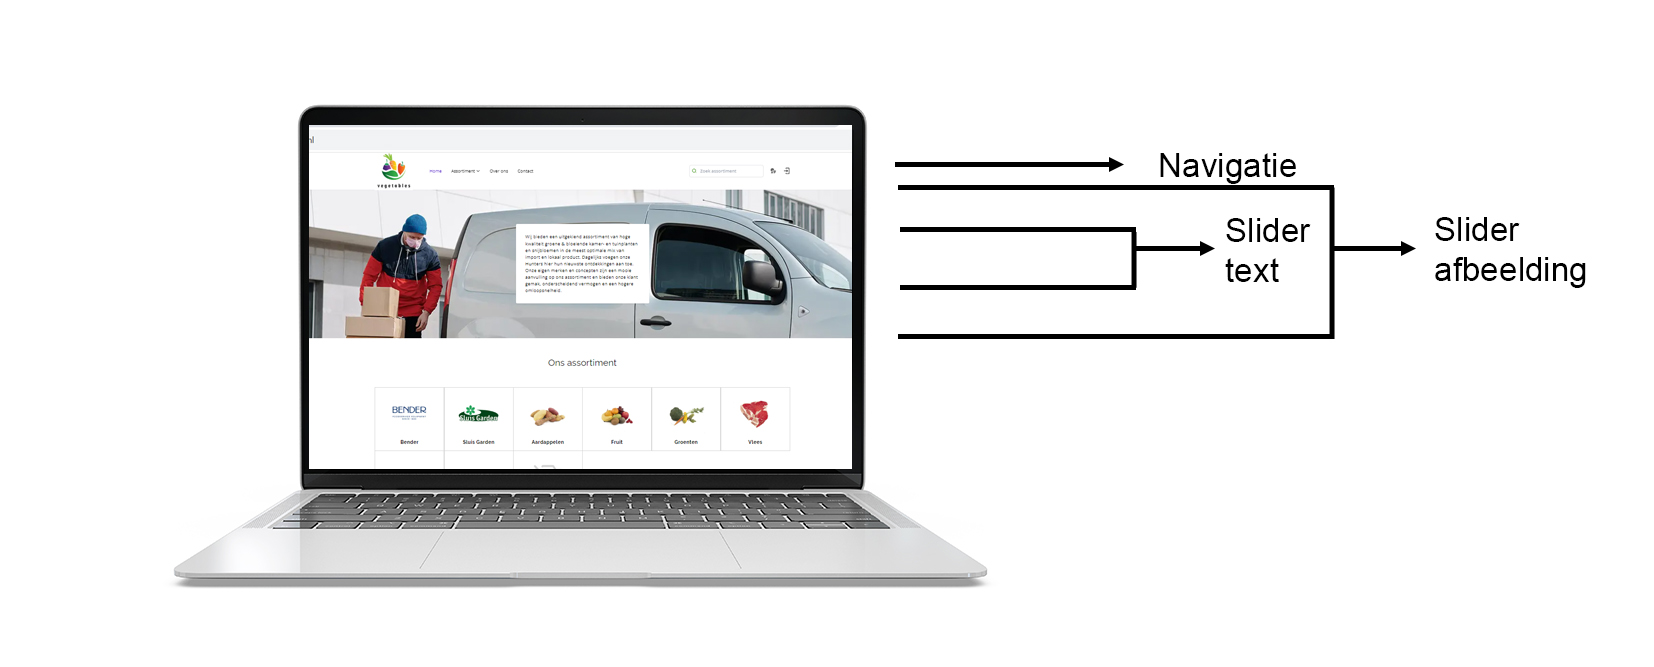 nl
vegetables
Home Assortiment Over ons Contact
Zoek assortiment
Wij bieden een uitgekiend assortiment van hoge
kwaliteit groene & bloeiende kamer- en tuinplanten
en snijbloemen in de meest optimale mix van
import en lokaal product. Dagelijks voegen onze
hunters hier hun nieuwste ontdekkingen aan toe.
Onze eigen merken en concepten zijn een mooie
aanvulling op ons assortiment en bieden onze klant
gemak, onderscheidend vermogen en een hogere
omloopsnelheid.
Ons assortiment
BENDER
Sluis Garden
Bender
Sluis Garden
Aardappelen
Fruit
Groenten
Vlees
Navigatie
Slider
text
Slider
afbeelding